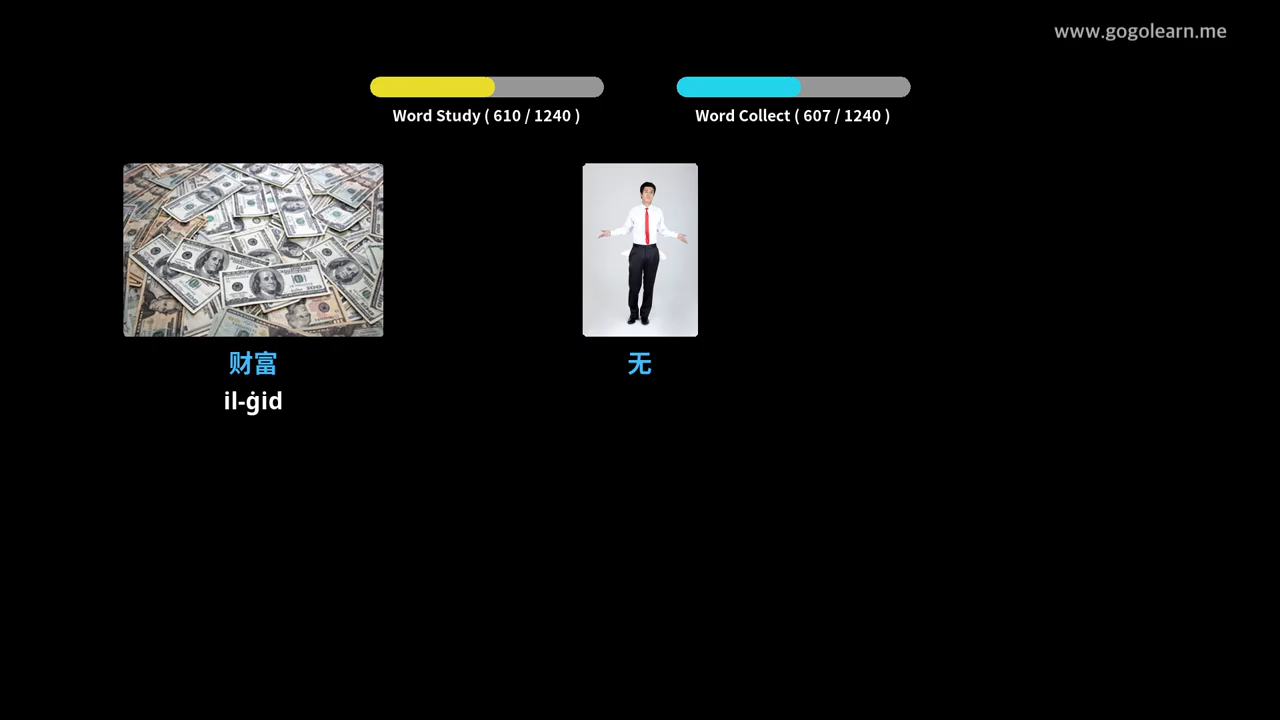 www.gogolearn.me
Word Study ( 610 / 1240 )
Word Collect ( 607 / 1240 )
财富
il-ġid
无